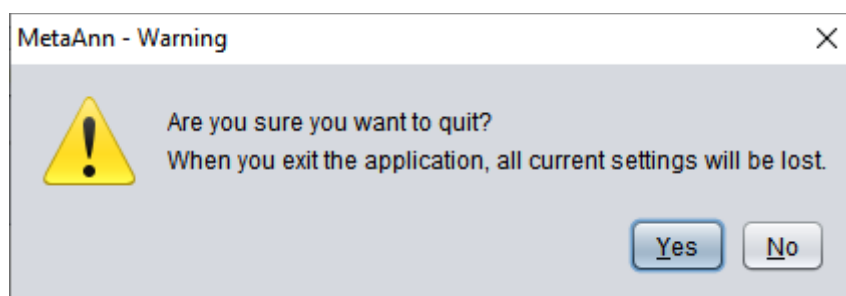 MetaAnn - Warning
Are you sure you want to quit?
When you exit the application, all current settings will be lost.
Yes No